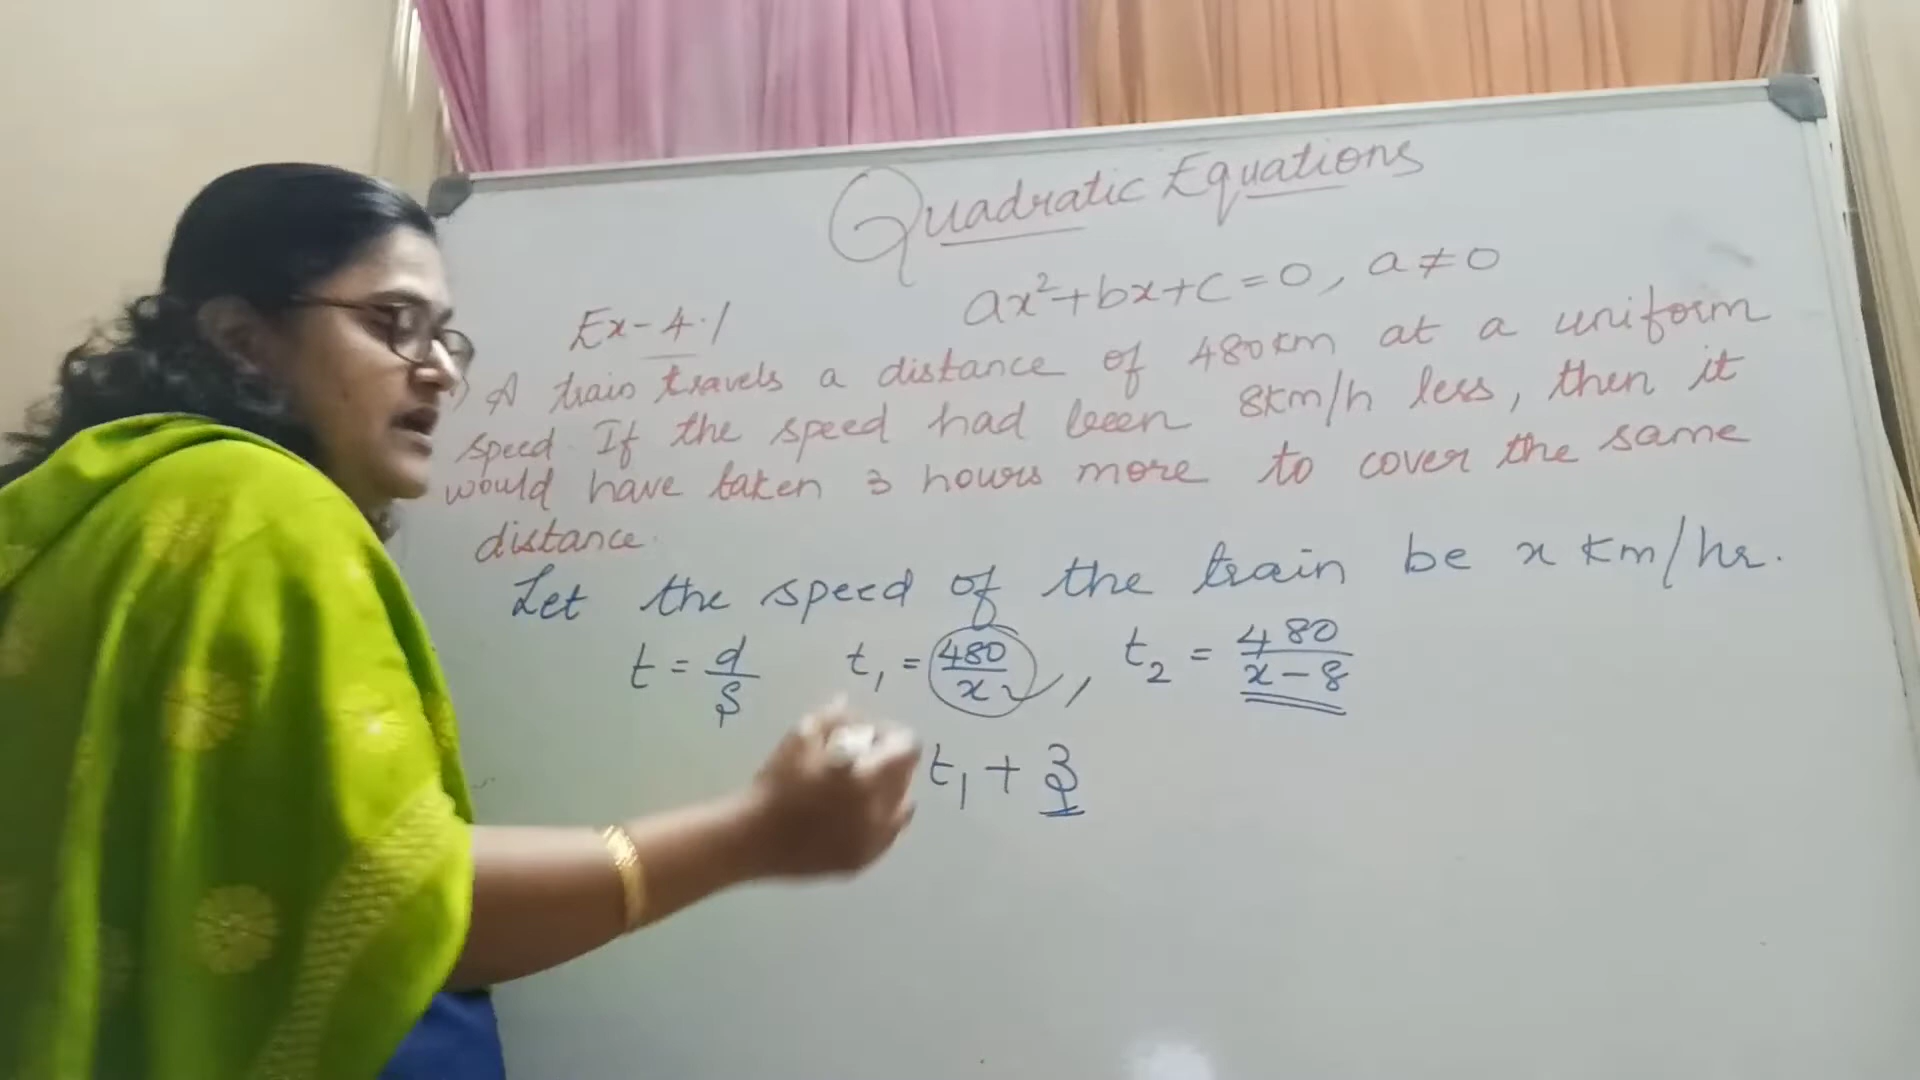 Quadratic Equations
ax²+bx+c=0, a≠0
Ex-4.1
) A train travels a distance of 480km at a uniform
speed. If the speed had been 8km/h less, then it
would have taken 3 hours more to cover the same
distance.
Let the speed of the train be x km/hr.
t = d/s   t₁ = 480/x , t₂ = 480/x-8
t₁ + 3